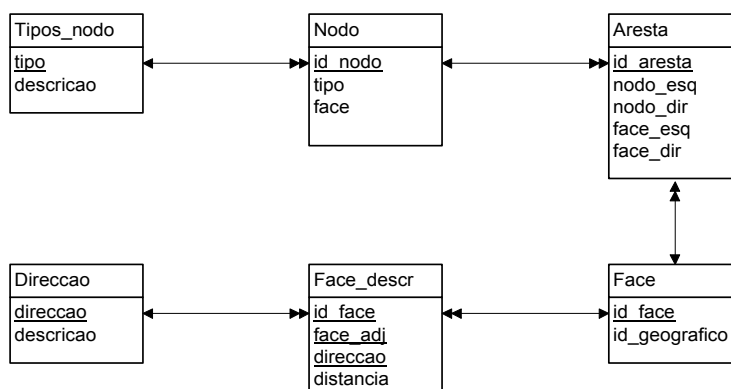 Tipos_nodo
tipo
descricao
Nodo
id_nodo
tipo
face
Aresta
id_aresta
nodo_esq
nodo_dir
face_esq
face_dir
Direccao
direccao
descricao
Face_descr
id_face
face_adj
direccao
distancia
Face
id_face
id_geografico